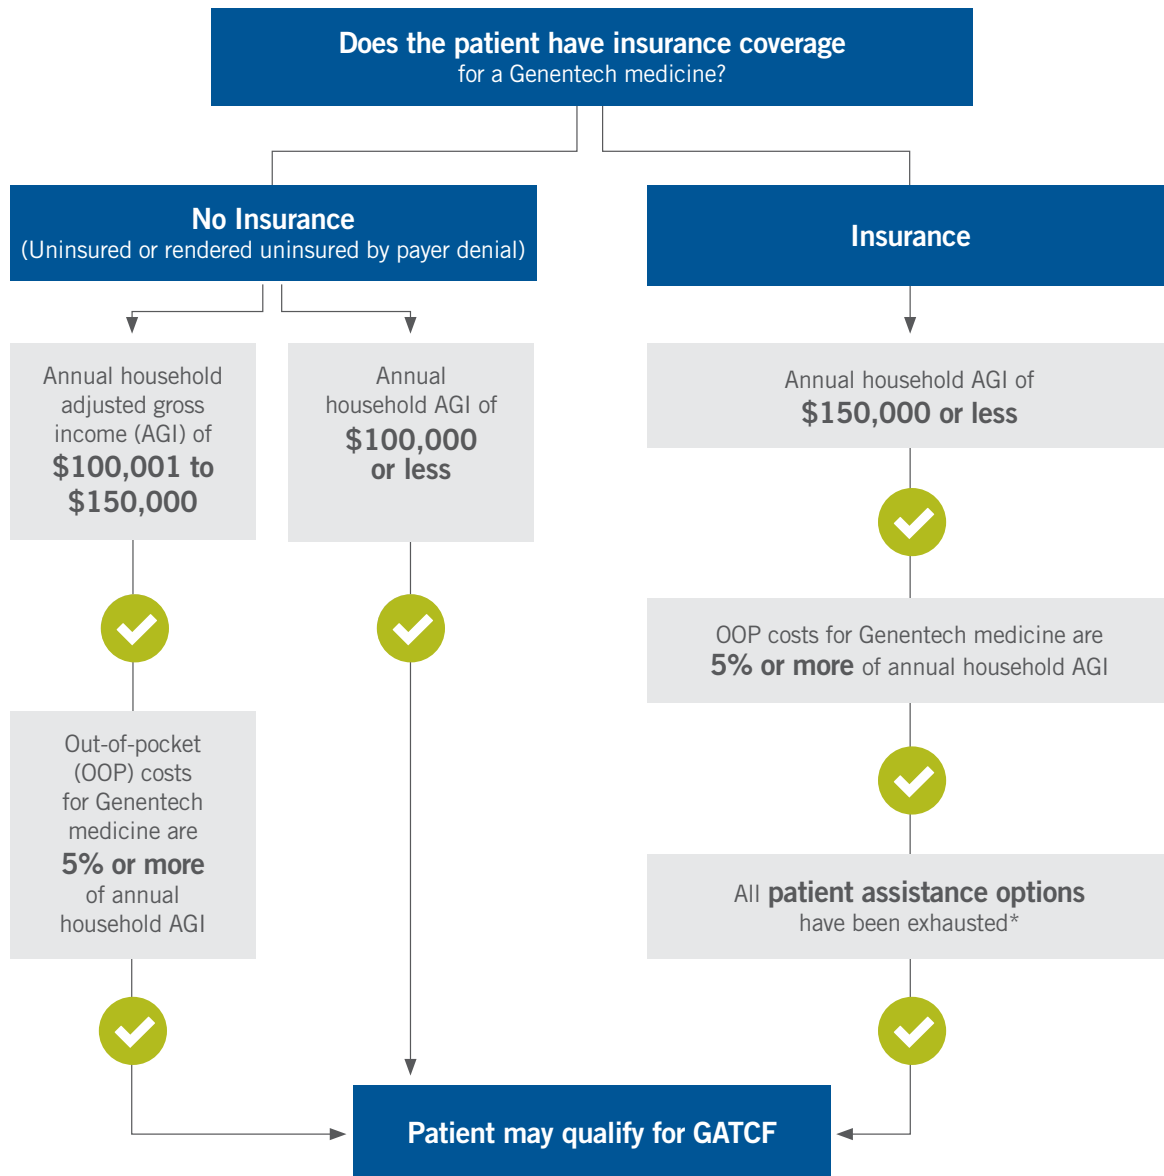 Does the patient have insurance coverage
for a Genentech medicine?
No Insurance
(Uninsured or rendered uninsured by payer denial)
Insurance
Annual household
adjusted gross
income (AGI) of
$100,001 to
$150,000
Annual
household AGI of
$100,000
or less
Annual household AGI of
$150,000 or less
Out-of-pocket
(OOP) costs
for Genentech
medicine are
5% or more
of annual
household AGI
OOP costs for Genentech medicine are
5% or more of annual household AGI
All patient assistance options
have been exhausted*
Patient may qualify for GATCF